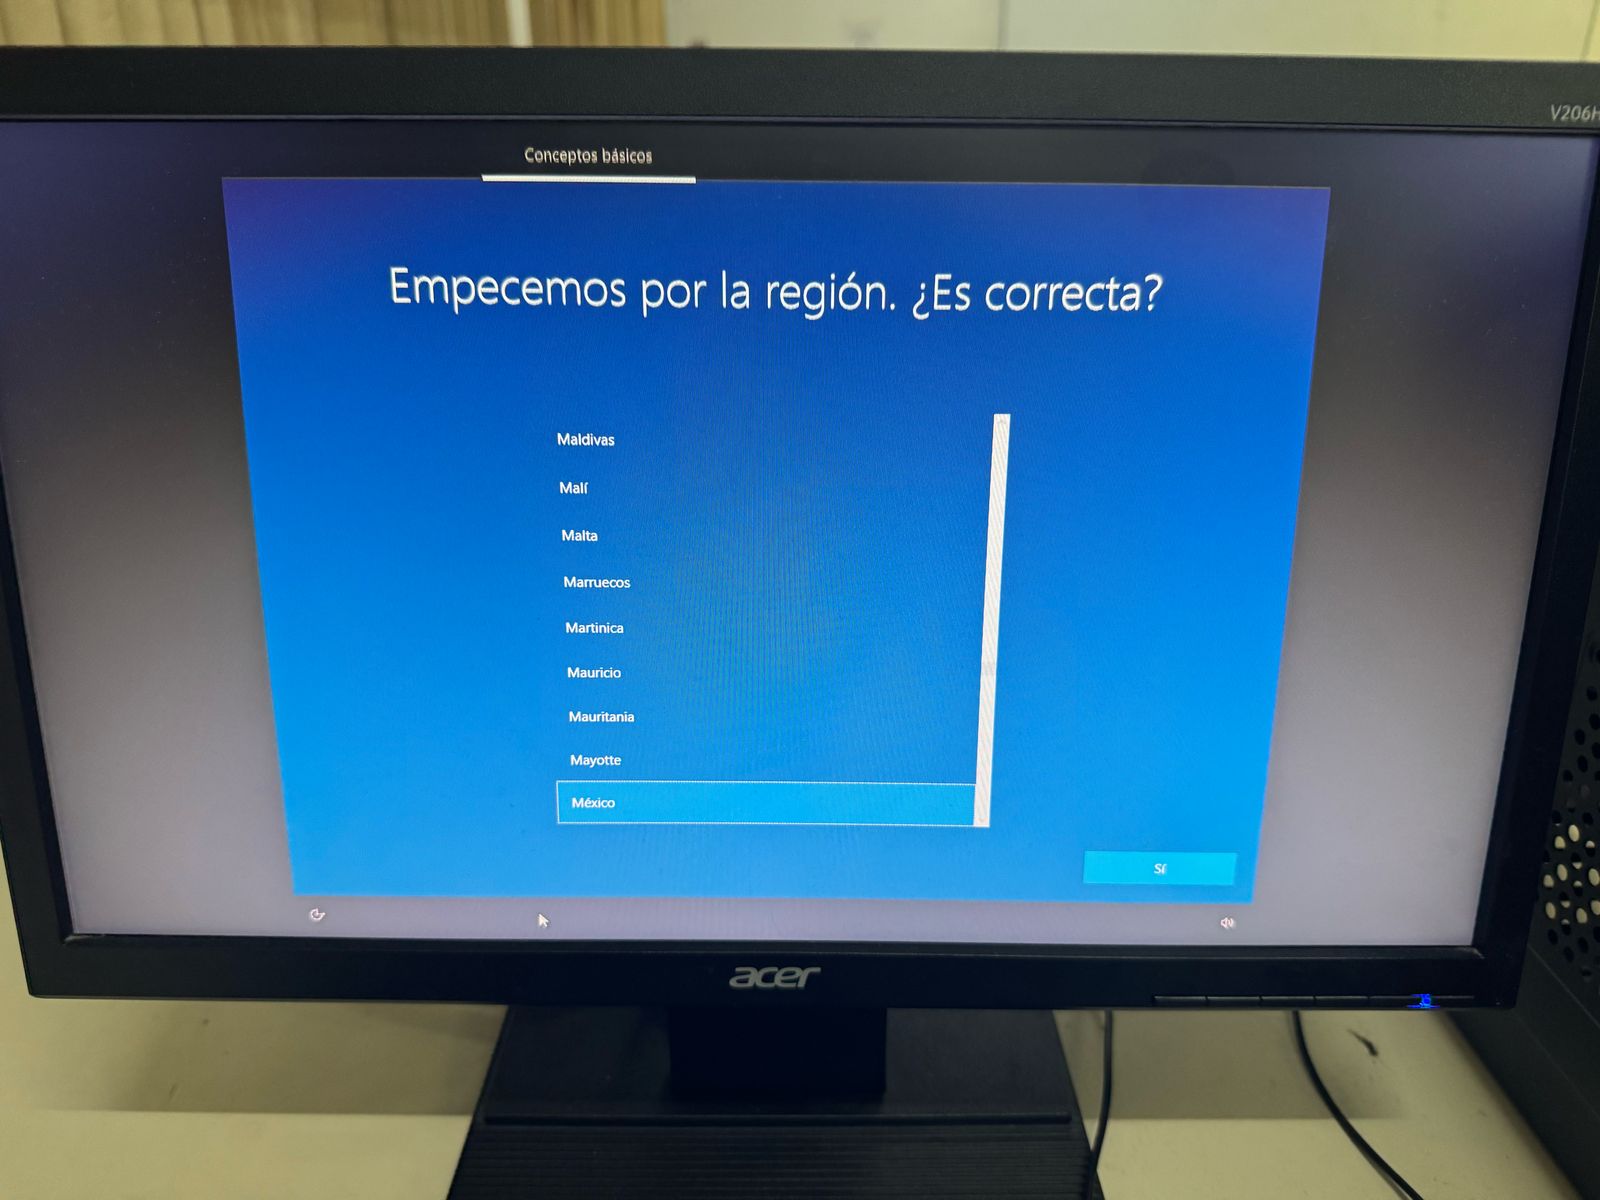 V206H
Conceptos básicos
Empecemos por la región. ¿Es correcta?
Maldivas
Malí
Malta
Marruecos
Martinica
Mauricio
Mauritania
Mayotte
México
Sí
acer